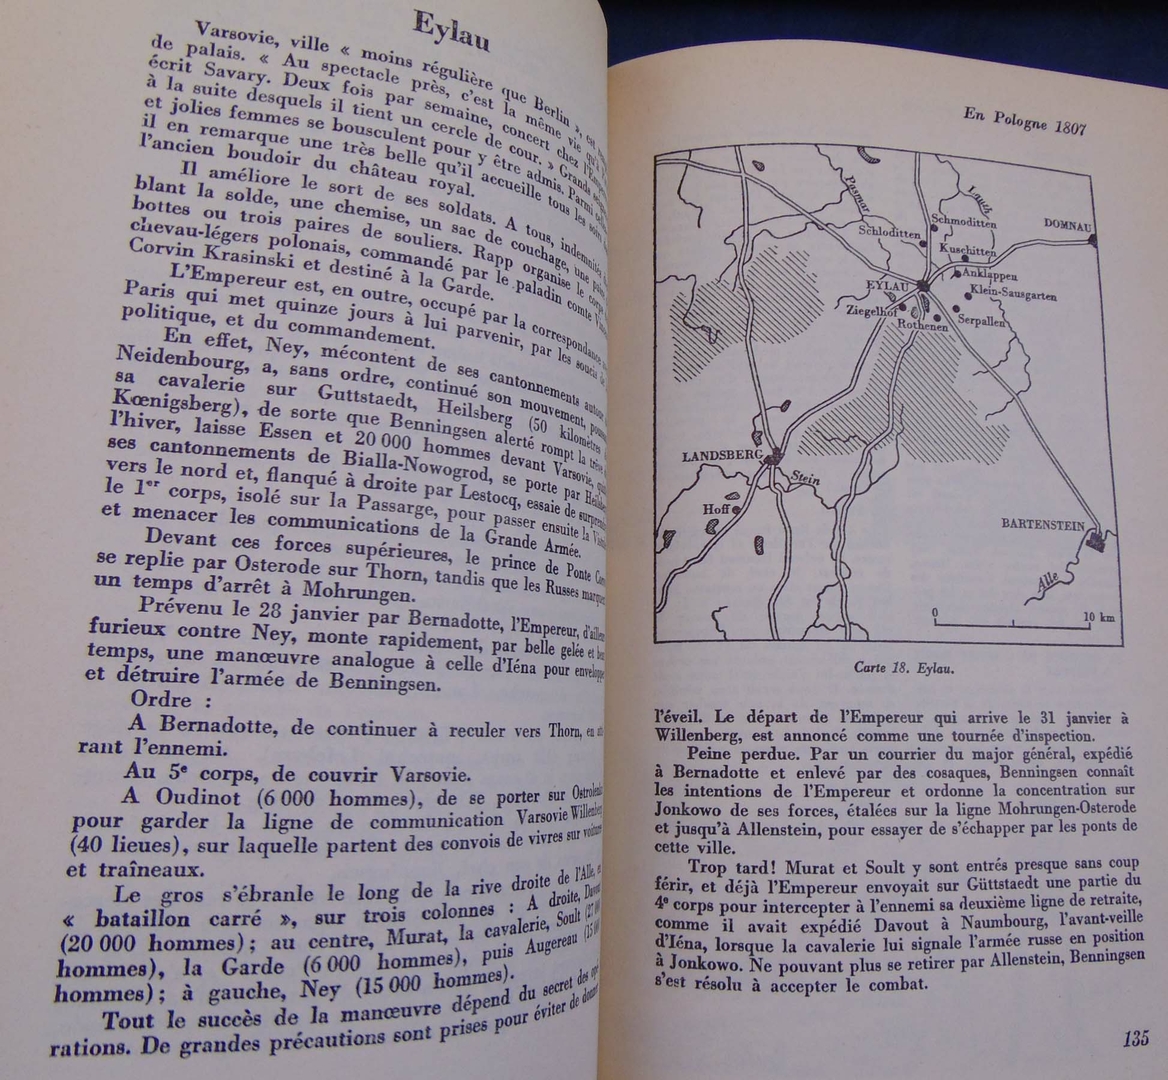 Eylau
Varsovie, ville « moins régulière que Berlin », est
de palais. « Au spectacle près, c'est la même vie qu'à
écrit Savary. Deux fois par semaine, concert chez l'Empereur
à la suite desquels il tient un cercle de cour. » Grands
et jolies femmes se bousculent pour y être admis. Parmi
il en remarque une très belle qu'il accueille tous les soirs
l'ancien boudoir du château royal.
Il améliore le sort de ses soldats. A tous, indemnités
blant la solde, une chemise, un sac de couchage, une paire
bottes ou trois paires de souliers. Rapp organise le corps
chevau-légers polonais, commandé par le paladin comte
Corvin Krasinski et destiné à la Garde.
L'Empereur est, en outre, occupé par la correspondance
Paris qui met quinze jours à lui parvenir, par les soucis de
politique, et du commandement.
En effet, Ney, mécontent de ses cantonnements autour
Neidenbourg, a, sans ordre, continué son mouvement,
sa cavalerie sur Guttstaedt, Heilsberg (50 kilomètres
Kœnigsberg), de sorte que Benningsen alerté rompt la trêve
l'hiver, laisse Essen et 20 000 hommes devant Varsovie,
ses cantonnements de Bialla-Nowogrod, se porte par
vers le nord et, flanqué à droite par Lestocq, essaie de
le 1er corps, isolé sur la Passarge, pour passer ensuite la
et menacer les communications de la Grande Armée.
Devant ces forces supérieures, le prince de Ponte
se replie par Osterode sur Thorn, tandis que les Russes
un temps d'arrêt à Mohrungen.
Prévenu le 28 janvier par Bernadotte, l'Empereur,
furieux contre Ney, monte rapidement, par belle gelée et
temps, une manœuvre analogue à celle d'Iéna pour envelopper
et détruire l'armée de Benningsen.
Ordre :
A Bernadotte, de continuer à reculer vers Thorn, en
rant l'ennemi.
Au 5e corps, de couvrir Varsovie.
A Oudinot (6 000 hommes), de se porter sur
pour garder la ligne de communication Varsovie Willenberg
(40 lieues), sur laquelle partent des convois de vivres sur voitures
et traîneaux.
Le gros s'ébranle le long de la rive droite de l'Alle, en
« bataillon carré », sur trois colonnes : A droite, Davout
(20 000 hommes) ; au centre, Murat, la cavalerie, Soult
hommes), la Garde (6 000 hommes), puis Augereau (15 000
hommes) ; à gauche, Ney (15 000 hommes).
Tout le succès de la manœuvre dépend du secret des
rations. De grandes précautions sont prises pour éviter de donner
En Pologne 1807
Pasmar
Lauth
Schmoditten
DOMNAU
Schloditten
Kuschitten
Anklappen
EYLAU
Klein-Sausgarten
Ziegelhof
Serpallen
Rothenen
LANDSBERG
Stein
Hoff
BARTENSTEIN
Alle
0 10 km
Carte 18. Eylau.
l'éveil. Le départ de l'Empereur qui arrive le 31 janvier à
Willenberg, est annoncé comme une tournée d'inspection.
Peine perdue. Par un courrier du major général, expédié
à Bernadotte et enlevé par des cosaques, Benningsen connaît
les intentions de l'Empereur et ordonne la concentration sur
Jonkowo de ses forces, étalées sur la ligne Mohrungen-Osterode
et jusqu'à Allenstein, pour essayer de s'échapper par les ponts de
cette ville.
Trop tard ! Murat et Soult y sont entrés presque sans coup
férir, et déjà l'Empereur envoyait sur Güttstaedt une partie du
4e corps pour intercepter à l'ennemi sa deuxième ligne de retraite,
comme il avait expédié Davout à Naumbourg, l'avant-veille
d'Iéna, lorsque la cavalerie lui signale l'armée russe en position
à Jonkowo. Ne pouvant plus se retirer par Allenstein, Benningsen
s'est résolu à accepter le combat.
135